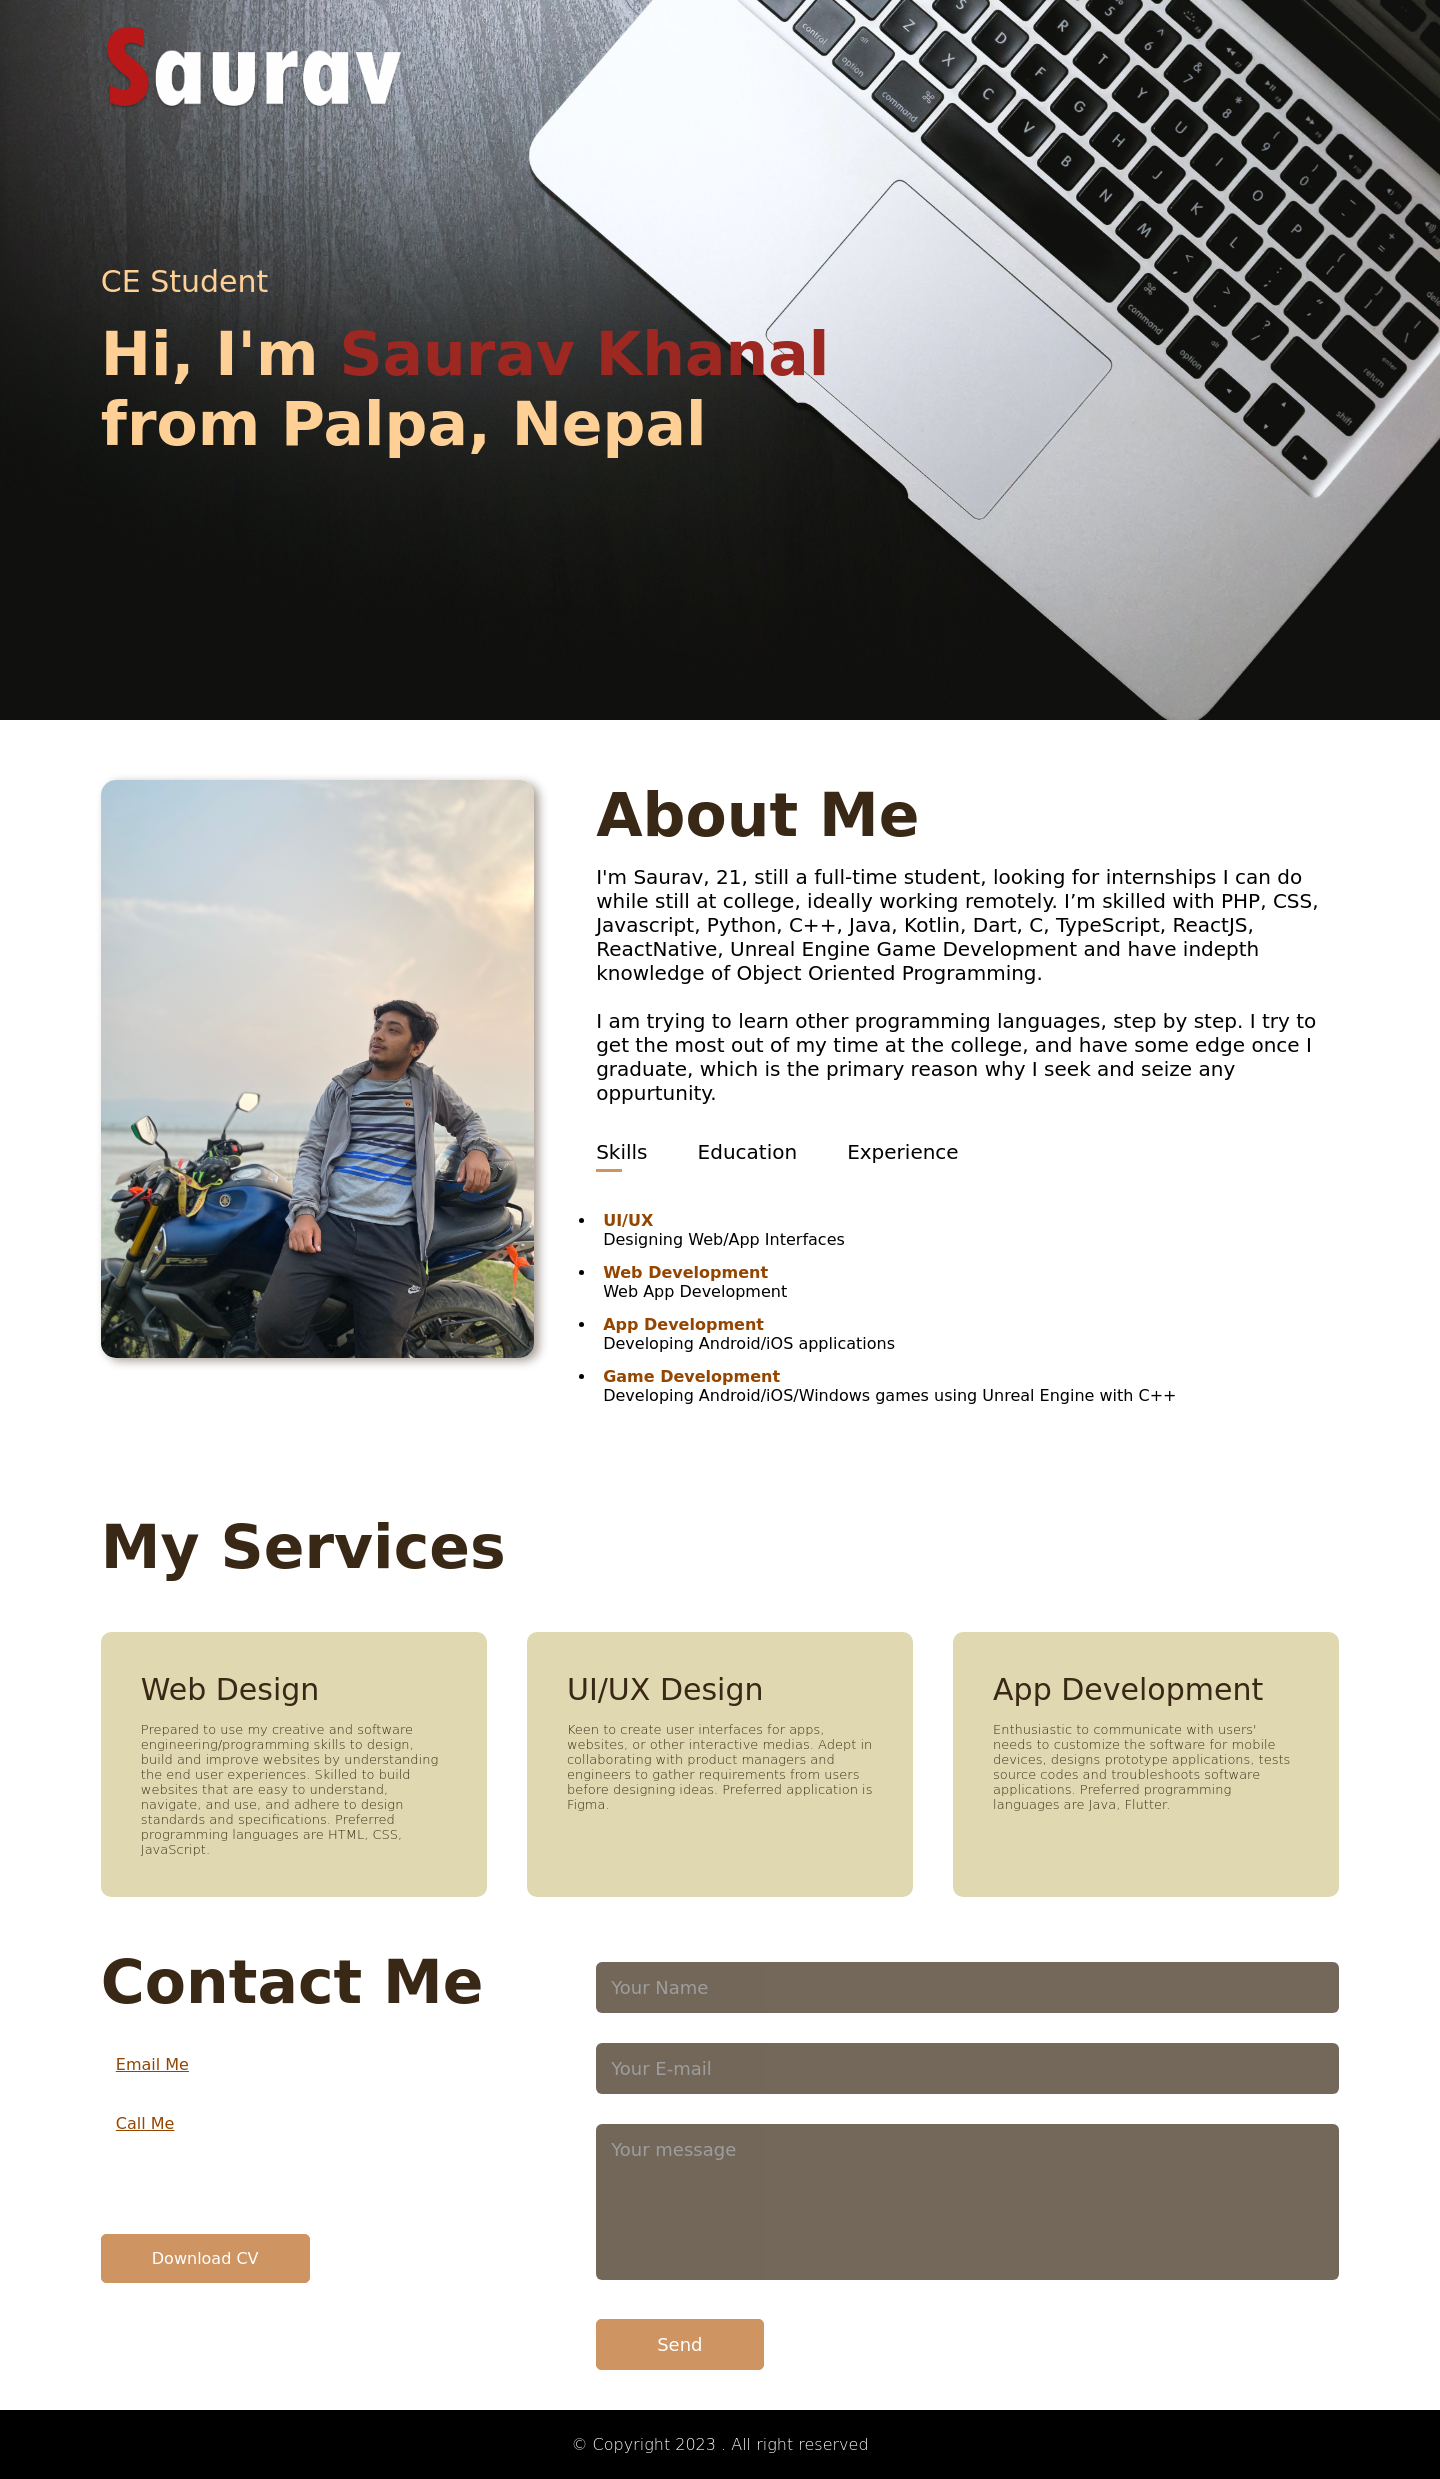 Saurav
CE Student
Hi, I'm Saurav Khanal
from Palpa, Nepal
About Me
I'm Saurav, 21, still a full-time student, looking for internships I can do
while still at college, ideally working remotely. I’m skilled with PHP, CSS,
Javascript, Python, C++, Java, Kotlin, Dart, C, TypeScript, ReactJS,
ReactNative, Unreal Engine Game Development and have indepth
knowledge of Object Oriented Programming.
I am trying to learn other programming languages, step by step. I try to
get the most out of my time at the college, and have some edge once I
graduate, which is the primary reason why I seek and seize any
oppurtunity.
Skills Education Experience
UI/UX
Designing Web/App Interfaces
Web Development
Web App Development
App Development
Developing Android/iOS applications
Game Development
Developing Android/iOS/Windows games using Unreal Engine with C++
My Services
Web Design
Prepared to use my creative and software
engineering/programming skills to design,
build and improve websites by understanding
the end user experiences. Skilled to build
websites that are easy to understand,
navigate, and use, and adhere to design
standards and specifications. Preferred
programming languages are HTML, CSS,
JavaScript.
UI/UX Design
Keen to create user interfaces for apps,
websites, or other interactive medias. Adept in
collaborating with product managers and
engineers to gather requirements from users
before designing ideas. Preferred application is
Figma.
App Development
Enthusiastic to communicate with users'
needs to customize the software for mobile
devices, designs prototype applications, tests
source codes and troubleshoots software
applications. Preferred programming
languages are Java, Flutter.
Contact Me
Email Me
Call Me
Download CV
Your Name
Your E-mail
Your message
Send
© Copyright 2023 . All right reserved